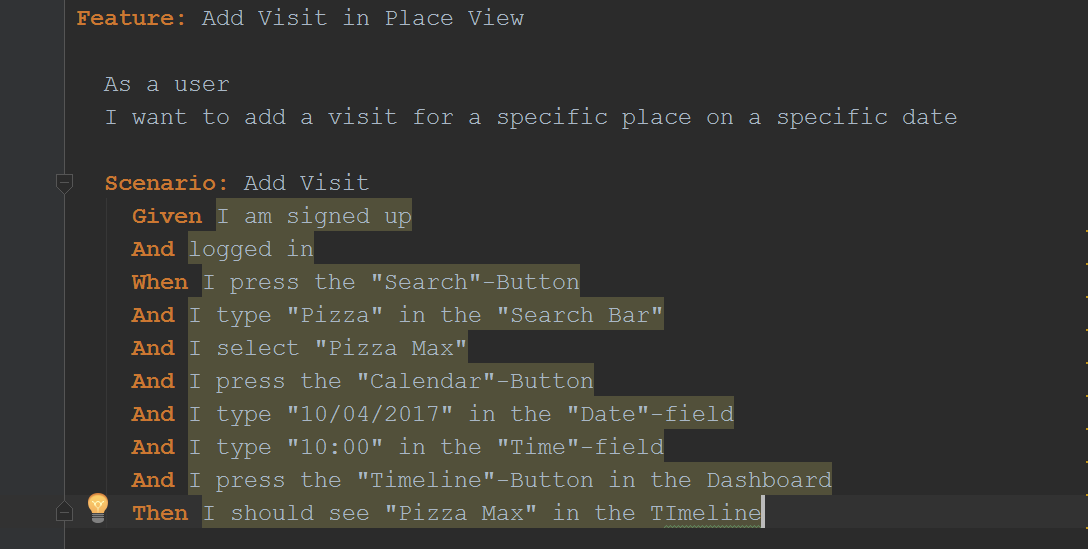 Feature: Add Visit in Place View
As a user
I want to add a visit for a specific place on a specific date
Scenario: Add Visit
Given I am signed up
And logged in
When I press the "Search"-Button
And I type "Pizza" in the "Search Bar"
And I select "Pizza Max"
And I press the "Calendar"-Button
And I type "10/04/2017" in the "Date"-field
And I type "10:00" in the "Time"-field
And I press the "Timeline"-Button in the Dashboard
Then I should see "Pizza Max" in the TImeline